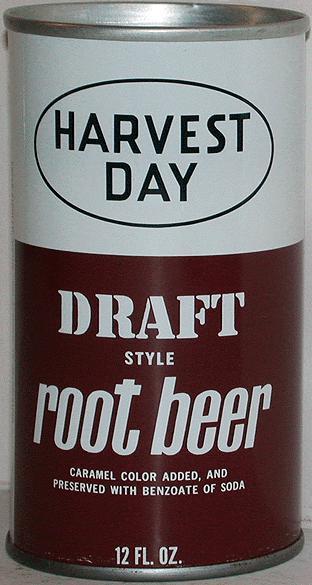 HARVEST
DAY
DRAFT
STYLE
root beer
CARAMEL COLOR ADDED, AND
PRESERVED WITH BENZOATE OF SODA
12 FL. OZ.